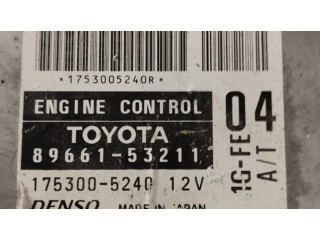 *1753005240R*
ENGINE CONTROL
TOYOTA
89661-53211
175300-5240 12V
DENSO MADE IN JAPAN
04
1G-FE
A/T